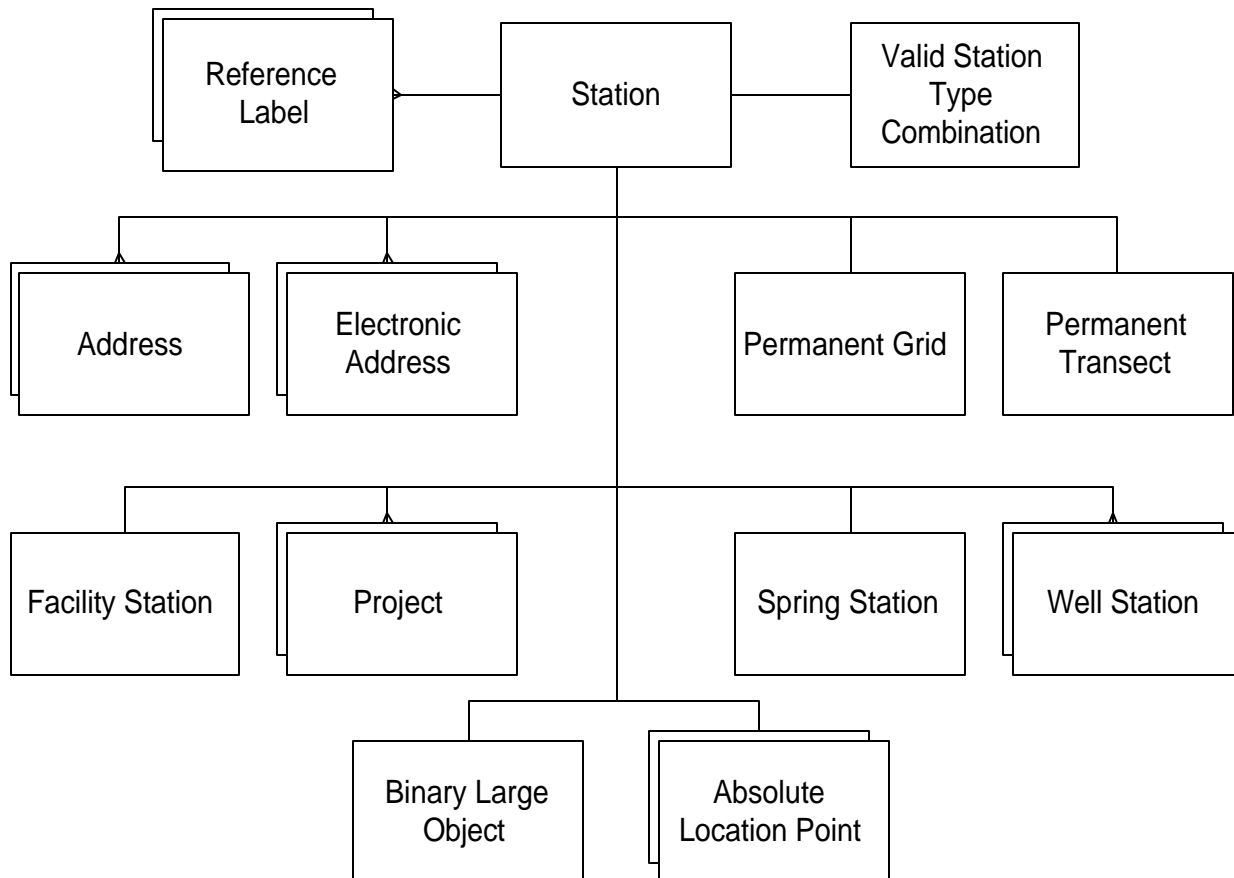 Reference
Label
Station
Valid Station
Type
Combination
Address
Electronic
Address
Permanent Grid
Permanent
Transect
Facility Station
Project
Spring Station
Well Station
Binary Large
Object
Absolute
Location Point